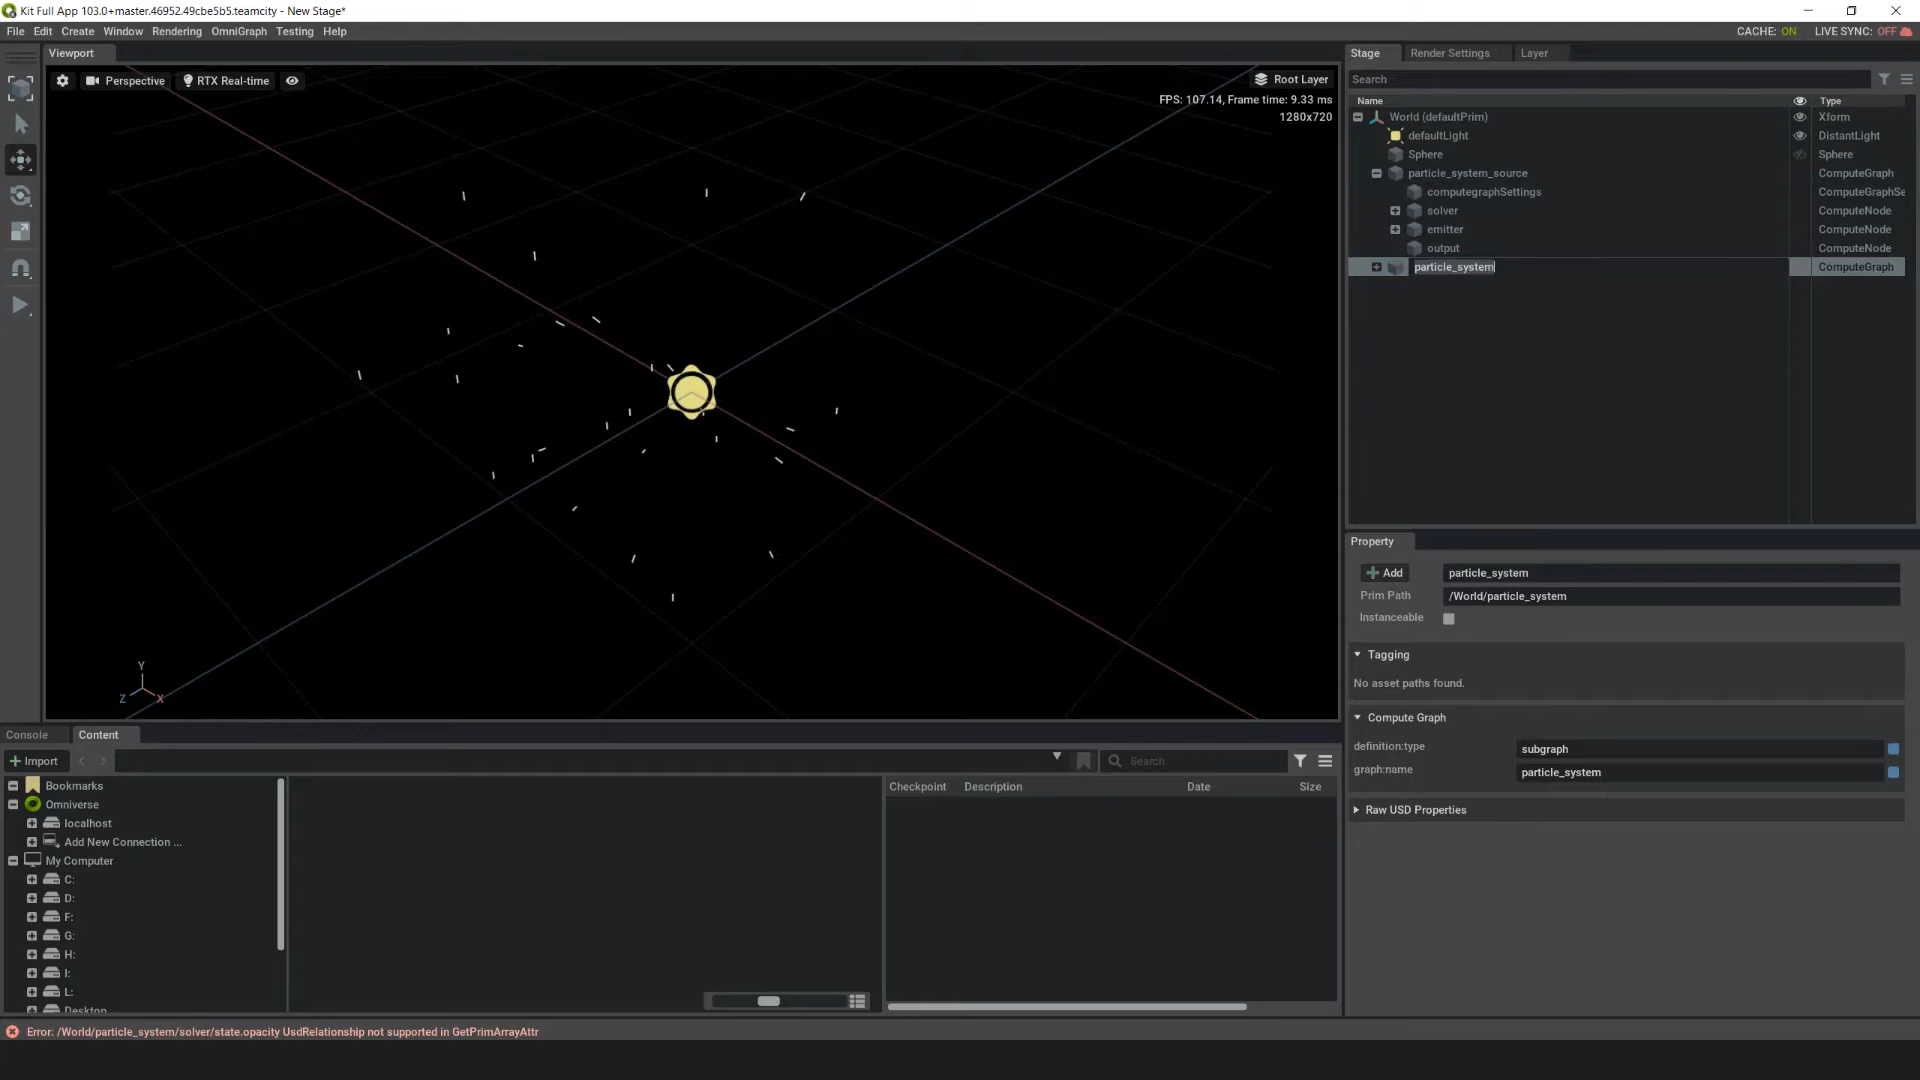 Kit Full App 103.0+master.46952.49cbe5b5.teamcity - New Stage*
File Edit Create Window Rendering OmniGraph Testing Help
CACHE: ON LIVE SYNC: OFF
Viewport
Perspective RTX Real-time
Root Layer
FPS: 107.14, Frame time: 9.33 ms
1280x720
Y
Z X
Stage Render Settings Layer
Search
Name Type
World (defaultPrim) Xform
defaultLight DistantLight
Sphere Sphere
particle_system_source ComputeGraph
computegraphSettings ComputeGraphSe
solver ComputeNode
emitter ComputeNode
output ComputeNode
particle_system ComputeGraph
Property
Add particle_system
Prim Path /World/particle_system
Instanceable
Tagging
No asset paths found.
Compute Graph
definition:type subgraph
graph:name particle_system
Raw USD Properties
Console Content
Import
Search
Bookmarks
Omniverse
localhost
Add New Connection ...
My Computer
C:
D:
F:
G:
H:
I:
L:
Desktop
Checkpoint Description Date Size
Error: /World/particle_system/solver/state.opacity UsdRelationship not supported in GetPrimArrayAttr